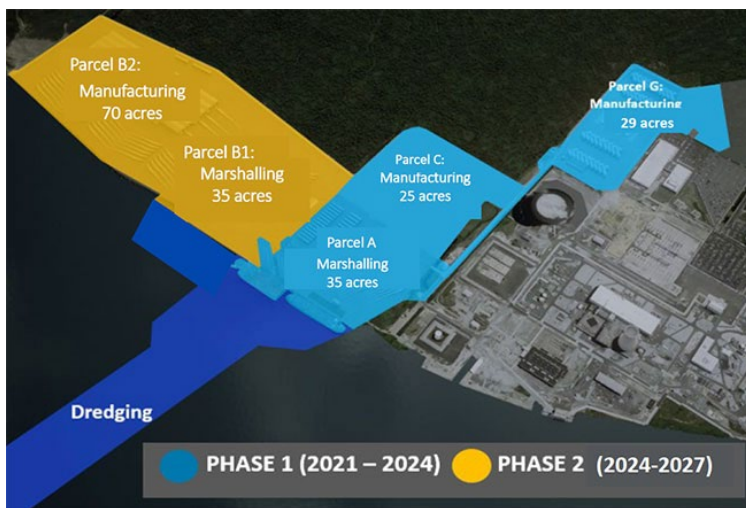 Parcel B2:
Manufacturing
70 acres
Parcel B1:
Marshalling
35 acres
Parcel C:
Manufacturing
25 acres
Parcel G:
Manufacturing
29 acres
Parcel A
Marshalling
35 acres
Dredging
PHASE 1 (2021 – 2024)
PHASE 2 (2024-2027)